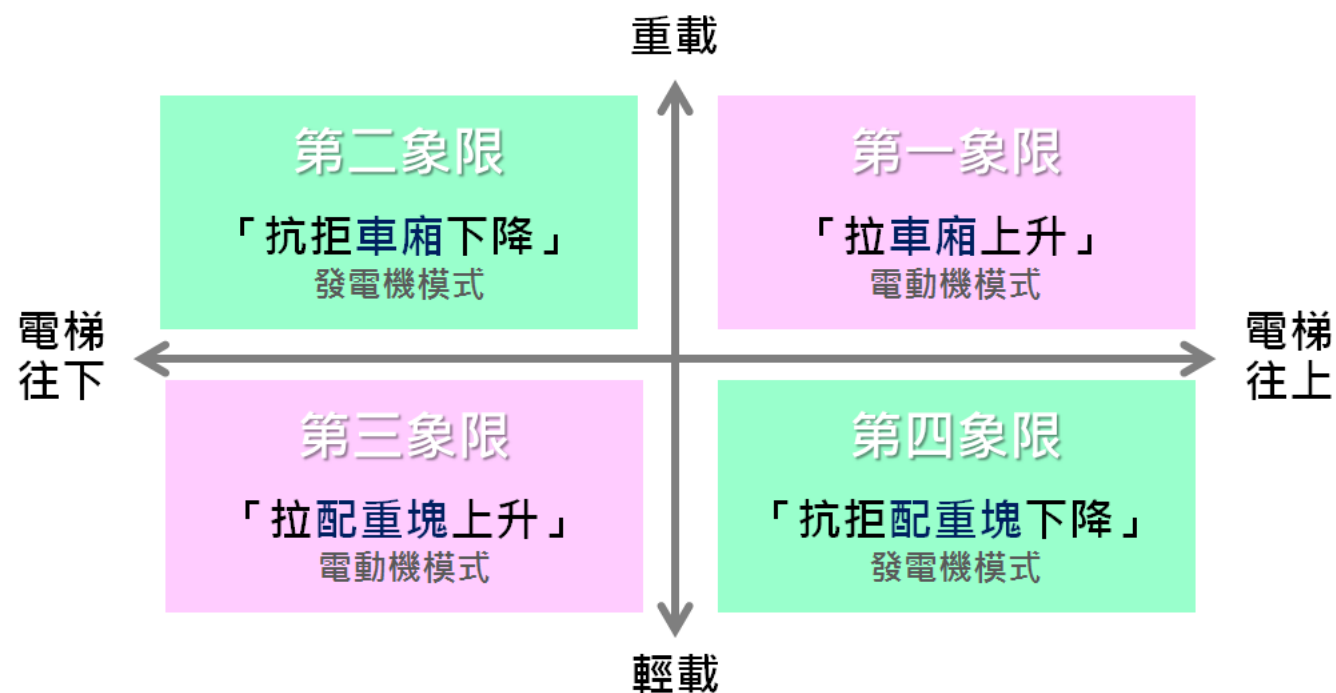 重載
第二象限
「抗拒車廂下降」
發電機模式
第一象限
「拉車廂上升」
電動機模式
電梯
往下
電梯
往上
第三象限
「拉配重塊上升」
電動機模式
第四象限
「抗拒配重塊下降」
發電機模式
輕載